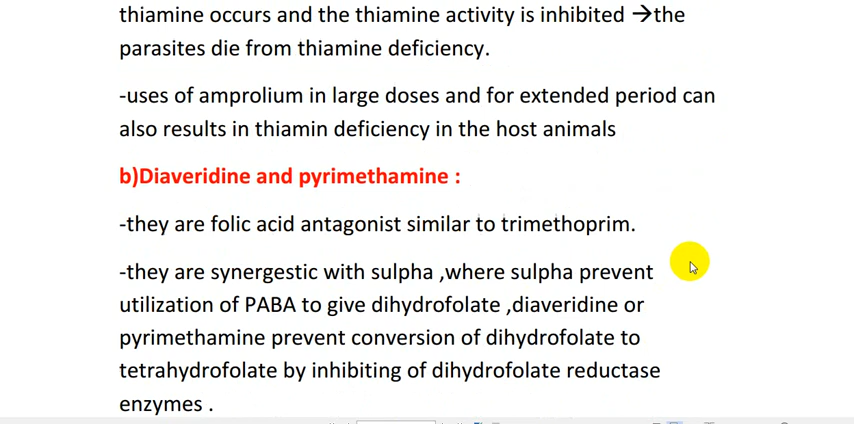 thiamine occurs and the thiamine activity is inhibited →the
parasites die from thiamine deficiency.
-uses of amprolium in large doses and for extended period can
also results in thiamin deficiency in the host animals
b)Diaveridine and pyrimethamine :
-they are folic acid antagonist similar to trimethoprim.
-they are synergestic with sulpha ,where sulpha prevent
utilization of PABA to give dihydrofolate ,diaveridine or
pyrimethamine prevent conversion of dihydrofolate to
tetrahydrofolate by inhibiting of dihydrofolate reductase
enzymes .